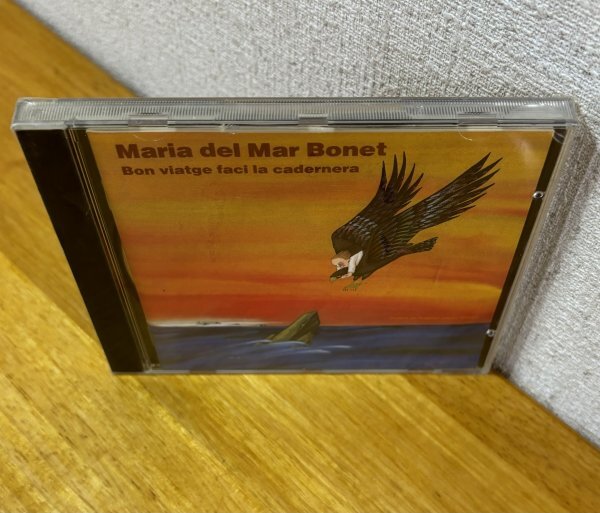 Maria del Mar Bonet
Bon viatge faci la cadernera